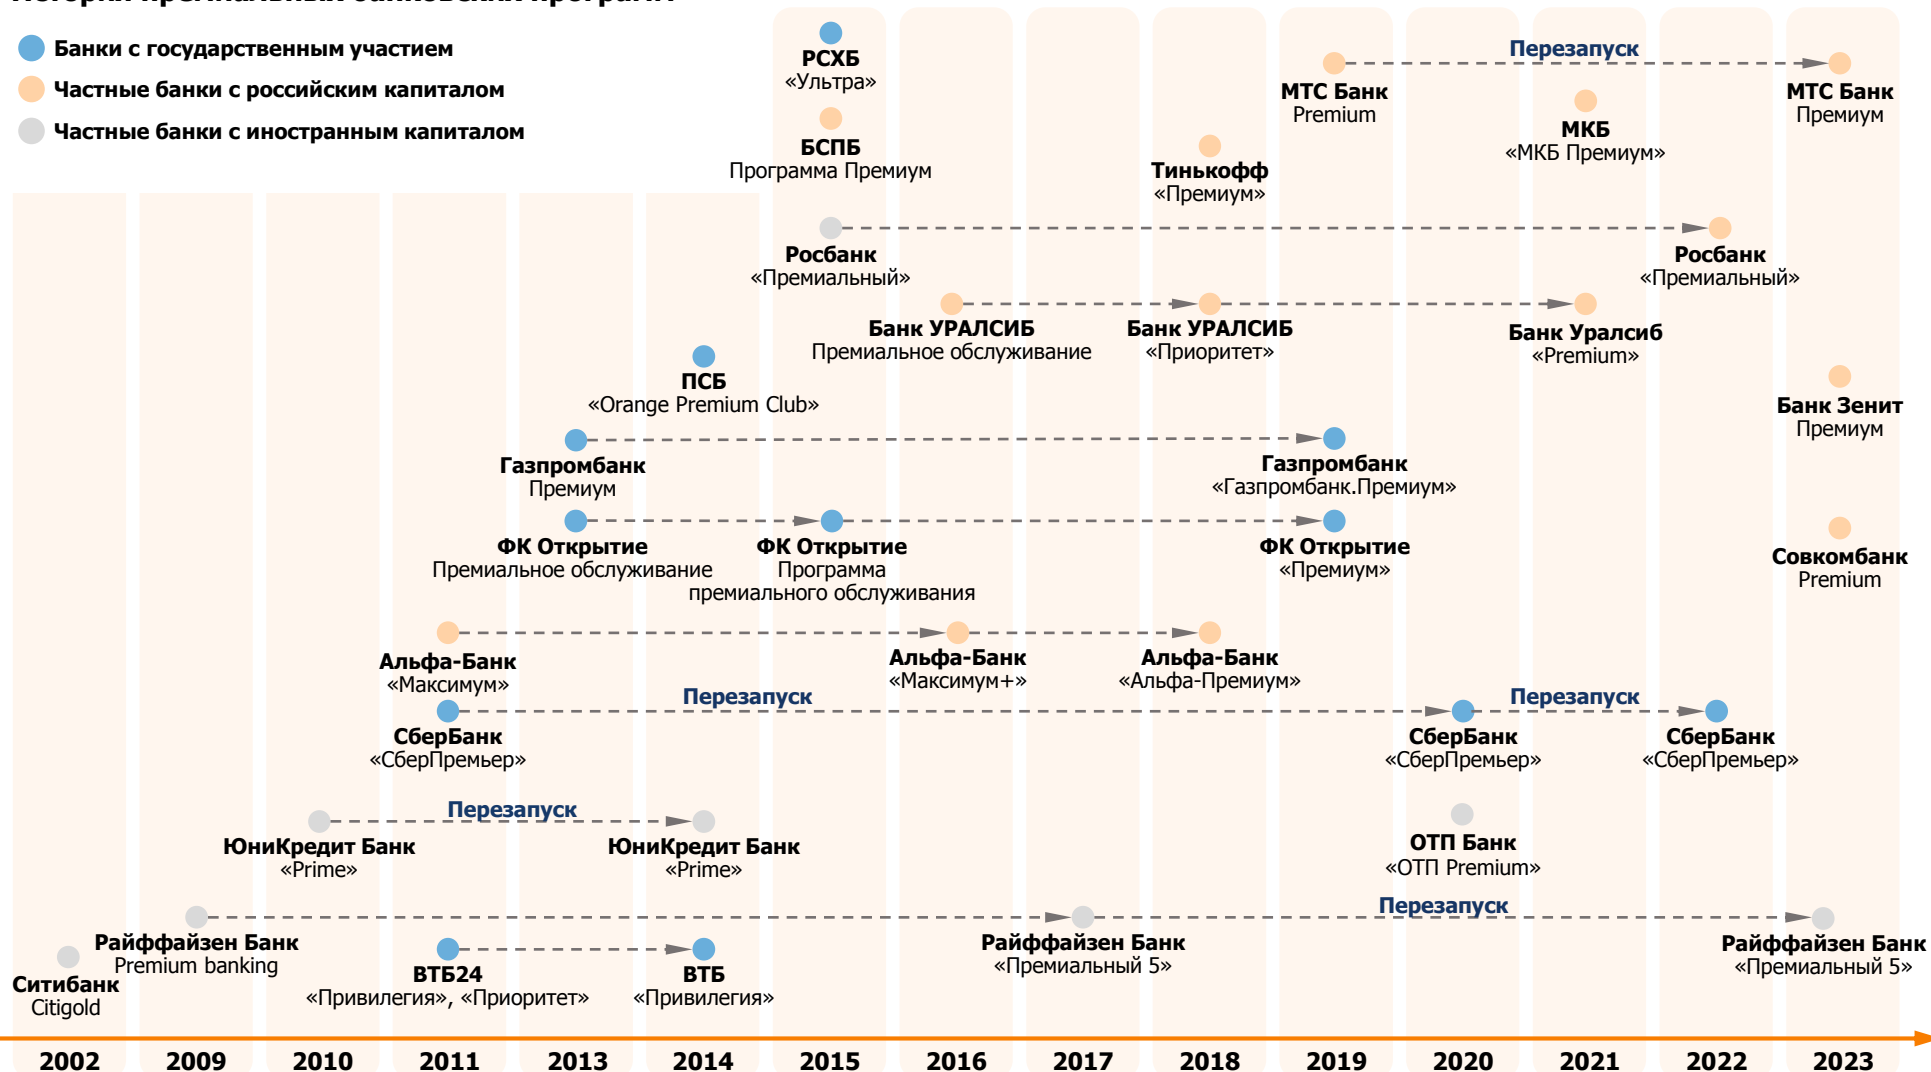 История премиальных банковских программ
Банки с государственным участием
Частные банки с российским капиталом
Частные банки с иностранным капиталом
РСХБ
«Ультра»
БСПБ
Программа Премиум
Тинькофф
«Премиум»
МТС Банк
Premium
Перезапуск
МТС Банк
Премиум
МКБ
«МКБ Премиум»
Росбанк
«Премиальный»
Росбанк
«Премиальный»
Банк УРАЛСИБ
Премиальное обслуживание
Банк УРАЛСИБ
«Приоритет»
Банк Уралсиб
«Premium»
ПСБ
«Orange Premium Club»
Банк Зенит
Премиум
Газпромбанк
Премиум
Газпромбанк
«Газпромбанк.Премиум»
ФК Открытие
Премиальное обслуживание
ФК Открытие
Программа
премиального обслуживания
ФК Открытие
«Премиум»
Совкомбанк
Premium
Альфа-Банк
«Максимум»
Альфа-Банк
«Максимум+»
Альфа-Банк
«Альфа-Премиум»
СберБанк
«СберПремьер»
Перезапуск
СберБанк
«СберПремьер»
Перезапуск
СберБанк
«СберПремьер»
ЮниКредит Банк
«Prime»
Перезапуск
ЮниКредит Банк
«Prime»
ОТП Банк
«ОТП Premium»
Райффайзен Банк
Premium banking
Райффайзен Банк
«Премиальный 5»
Перезапуск
Райффайзен Банк
«Премиальный 5»
Ситибанк
Citigold
ВТБ24
«Привилегия», «Приоритет»
ВТБ
«Привилегия»
2002 2009 2010 2011 2013 2014 2015 2016 2017 2018 2019 2020 2021 2022 2023